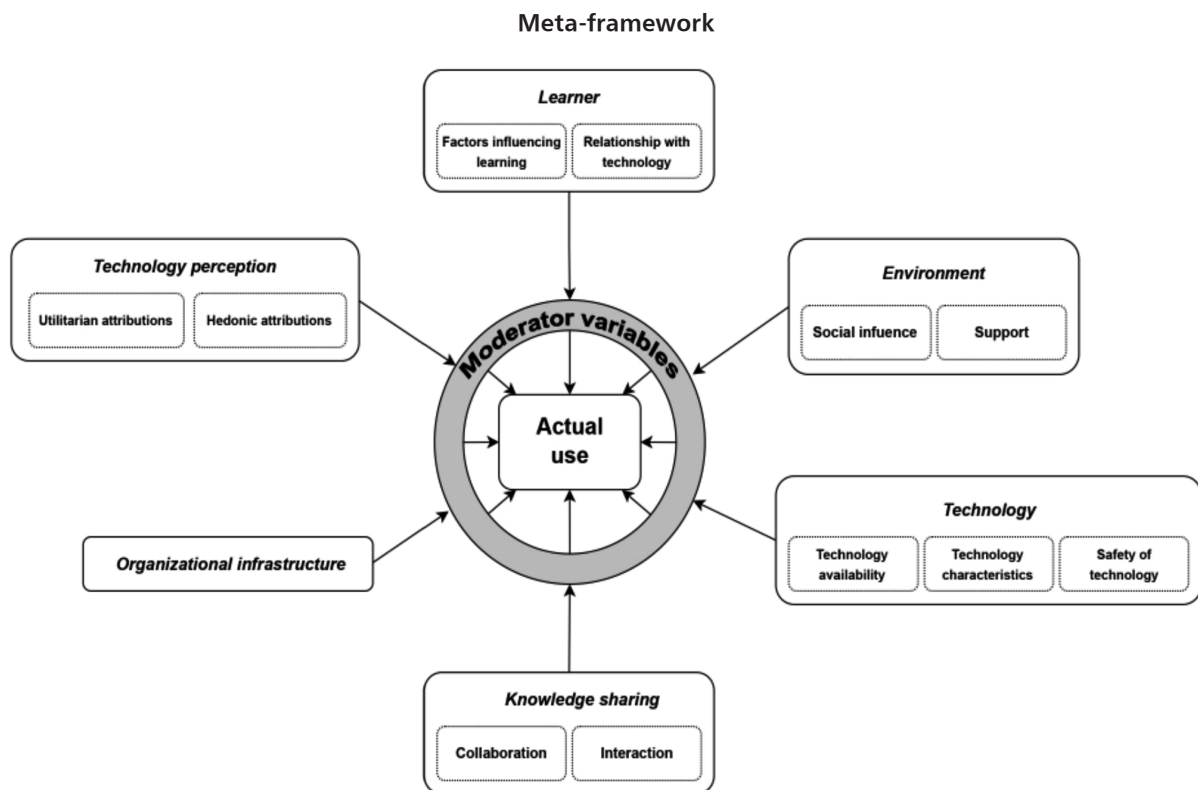 Meta-framework
Learner
Factors influencing
learning
Relationship with
technology
Technology perception
Utilitarian attributions
Hedonic attributions
Environment
Social infuence
Support
Moderator variables
Actual
use
Organizational infrastructure
Technology
Technology
availability
Technology
characteristics
Safety of
technology
Knowledge sharing
Collaboration
Interaction